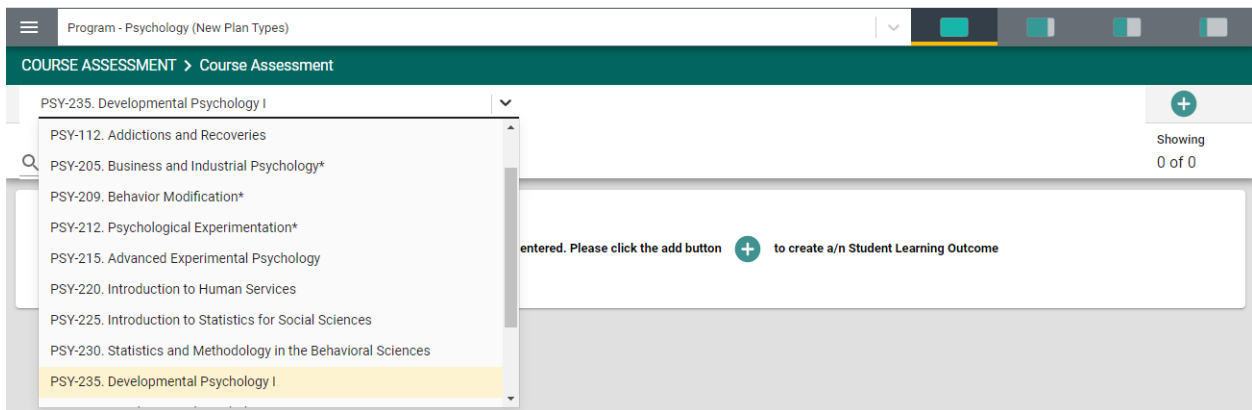 Program - Psychology (New Plan Types)
COURSE ASSESSMENT > Course Assessment
PSY-235. Developmental Psychology I
Showing
0 of 0
PSY-112. Addictions and Recoveries
PSY-205. Business and Industrial Psychology*
PSY-209. Behavior Modification*
PSY-212. Psychological Experimentation*
PSY-215. Advanced Experimental Psychology
PSY-220. Introduction to Human Services
PSY-225. Introduction to Statistics for Social Sciences
PSY-230. Statistics and Methodology in the Behavioral Sciences
PSY-235. Developmental Psychology I
entered. Please click the add button to create a/n Student Learning Outcome